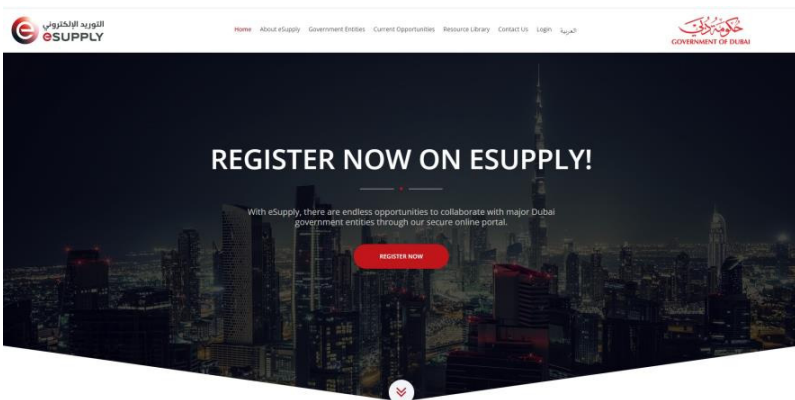 التوريد الإلكتروني
eSUPPLY
Home About eSupply Government Entities Current Opportunities Resource Library Contact Us Login العربية
حكومة دبي
GOVERNMENT OF DUBAI
REGISTER NOW ON ESUPPLY!
With eSupply, there are endless opportunities to collaborate with major Dubai
government entities through our secure online portal.
REGISTER NOW